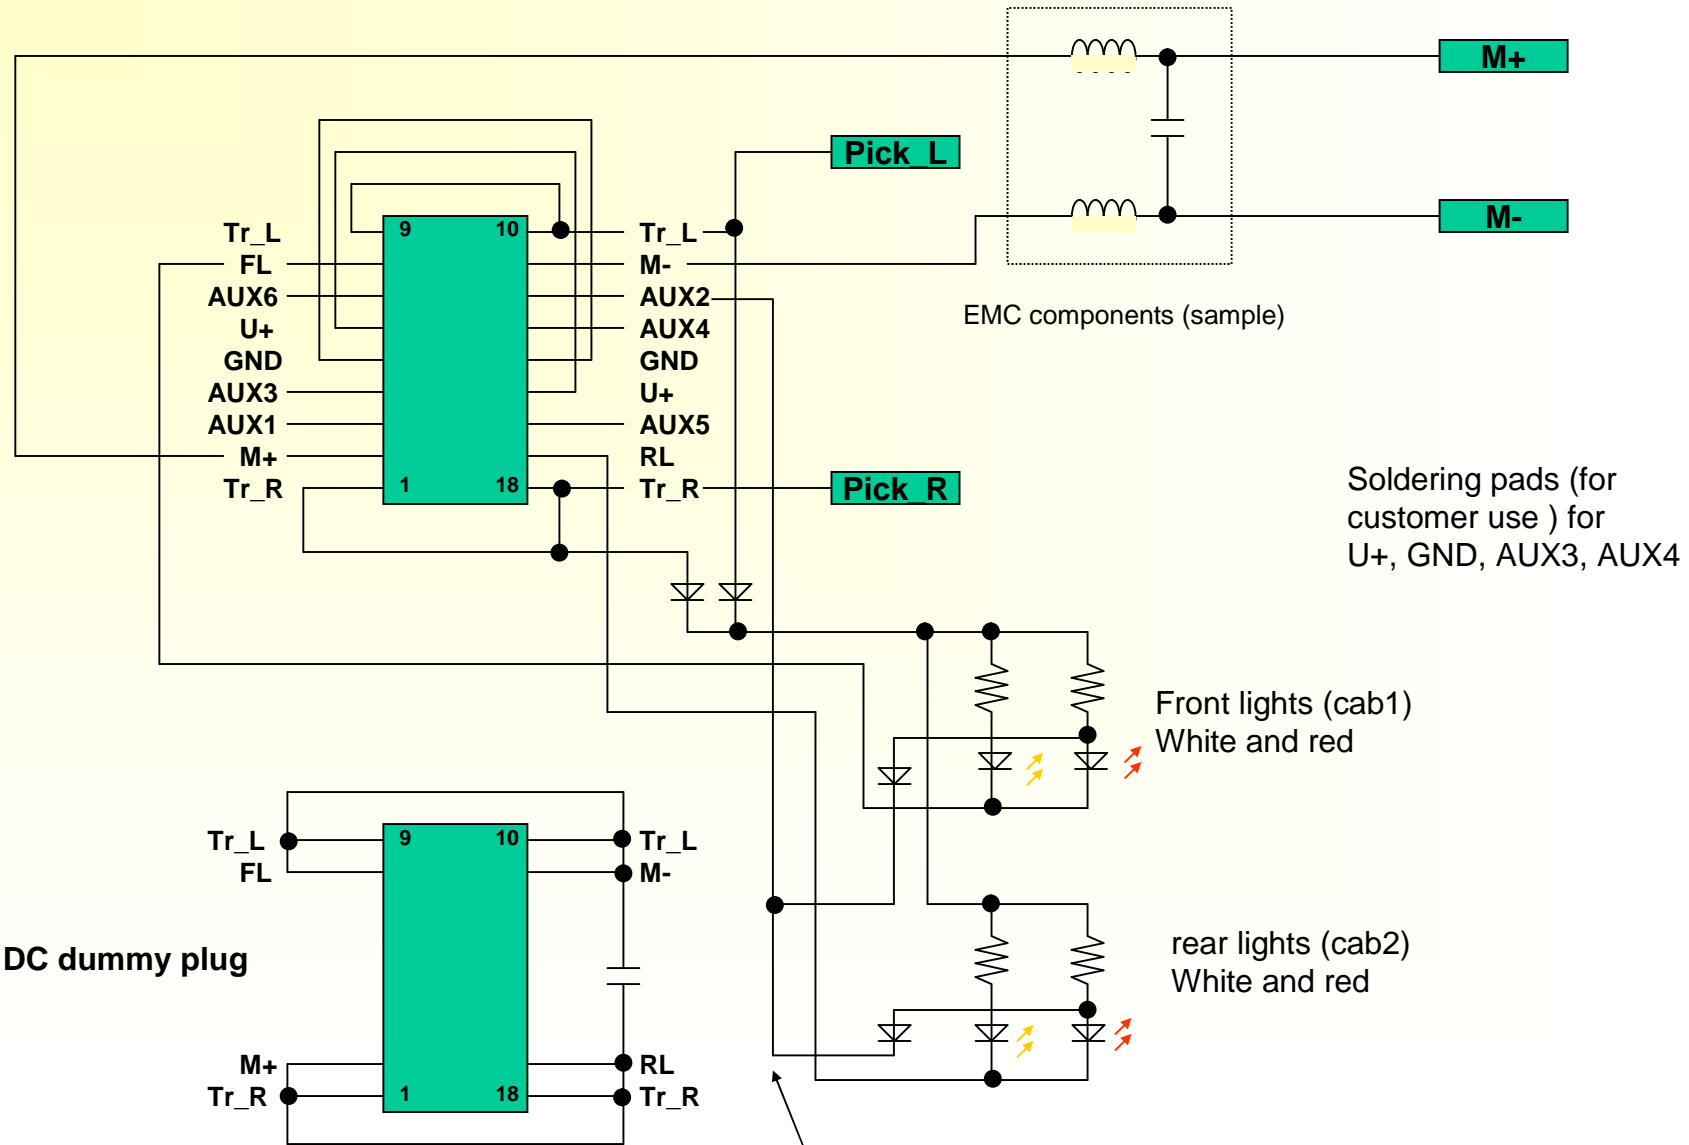 M+
Pick_L
M-
EMC components (sample)
Tr_L 9 10 Tr_L
FL M-
AUX6 AUX2
U+ AUX4
GND GND
AUX3 U+
AUX1 AUX5
M+ RL
Tr_R 1 18 Tr_R
Pick_R
Soldering pads (for
customer use ) for
U+, GND, AUX3, AUX4
Front lights (cab1)
White and red
Tr_L 9 10 Tr_L
FL M-
DC dummy plug
rear lights (cab2)
White and red
M+ RL
Tr_R 1 18 Tr_R